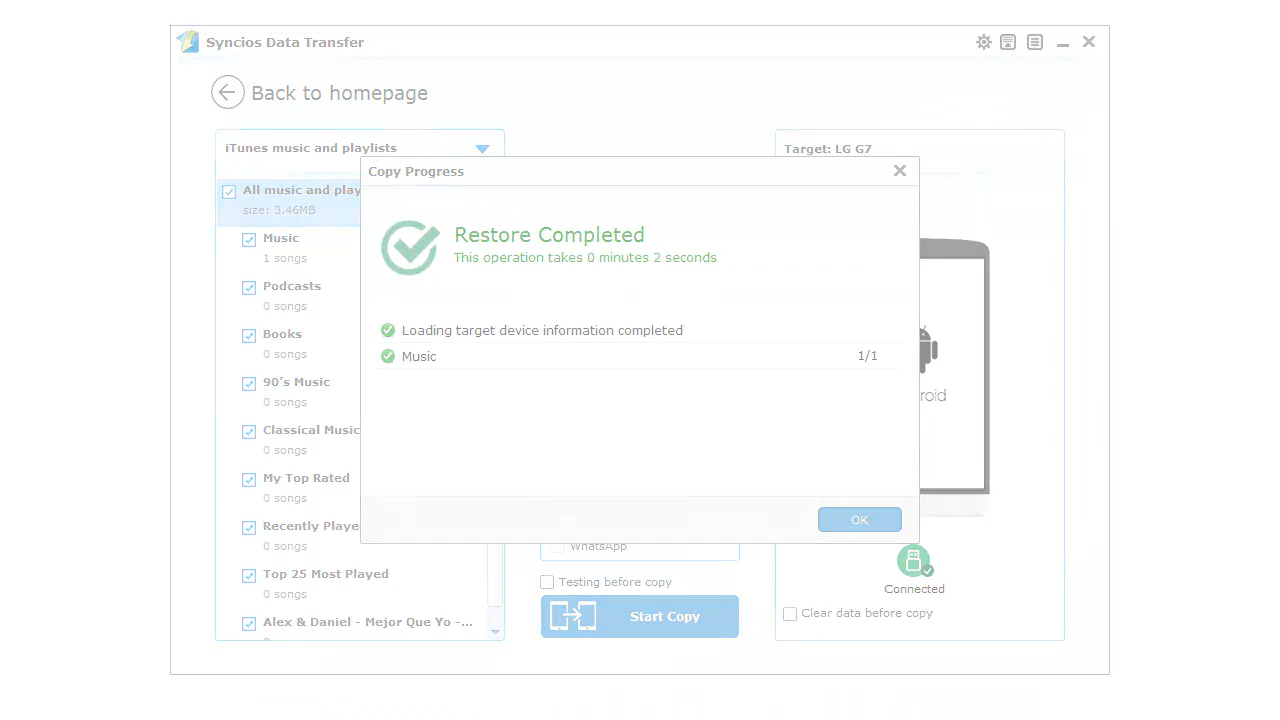 Syncios Data Transfer
Back to homepage
iTunes music and playlists
Target: LG G7
Copy Progress
All music and play
size: 3.46MB
Restore Completed
This operation takes 0 minutes 2 seconds
Music
1 songs
Podcasts
0 songs
Loading target device information completed
Books
0 songs
Music 1/1
90's Music
0 songs
roid
Classical Music
0 songs
My Top Rated
0 songs
OK
Recently Playe
0 songs
WhatsApp
Top 25 Most Played
0 songs
Testing before copy
Connected
Start Copy
Clear data before copy
Alex & Daniel - Mejor Que Yo -...